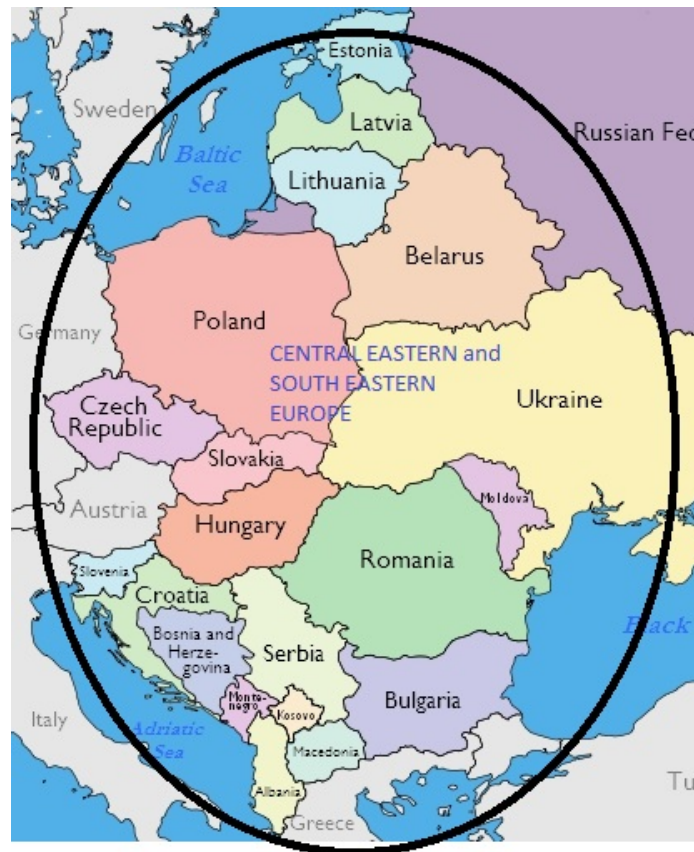 Estonia
Sweden
Latvia
Russian Fec
Baltic
Sea
Lithuania
Belarus
Germany
Poland
CENTRAL EASTERN and
SOUTH EASTERN
EUROPE
Ukraine
Czech
Republic
Slovakia
Moldova
Austria
Hungary
Romania
Slovenia
Croatia
Bosnia and
Herze-
govina
Serbia
Black
Monte-
negro
Kosovo
Bulgaria
Italy
Adriatic
Sea
Macedonia
Albania
Tu
Greece